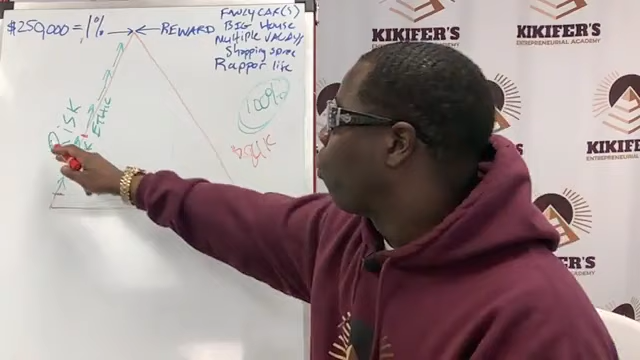 $250,000 = 1% → ← REWARD
FANCY CAR(S)
BIG House
Multiple VACAYS
Shopping spree
Rapper life
100%
RISK
ETHIC
KIKIFER'S
ENTREPRENEURIAL ACADEMY
KIKIFER'S
ENTREPRENEURIAL ACADEMY
KIKIFER'S
ENTREPRENEURIAL ACADEMY